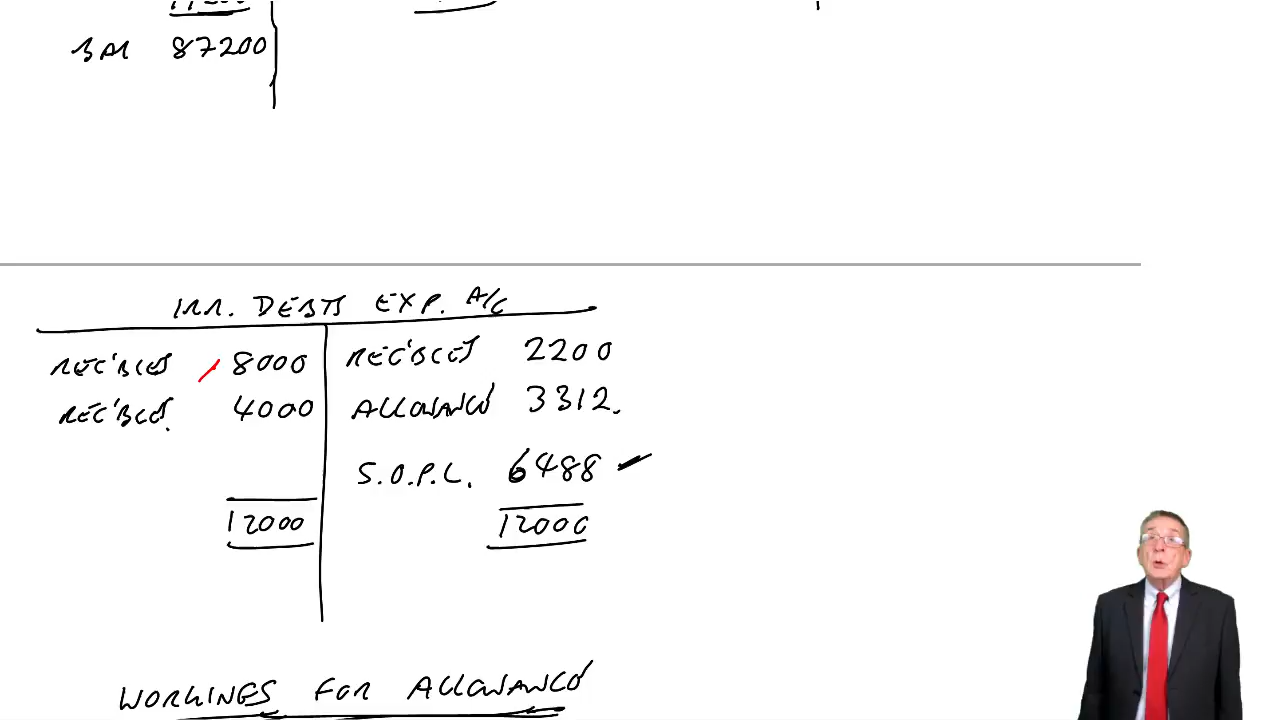 BAL 87200
IRR. DEBTS EXP. A/C
REC'BLES 8000 REC'BLES 2200
REC'BLES. 4000 ALLOWANCE 3312.
S.O.P.L. 6488
12000 12000
WORKINGS FOR ALLOWANCE